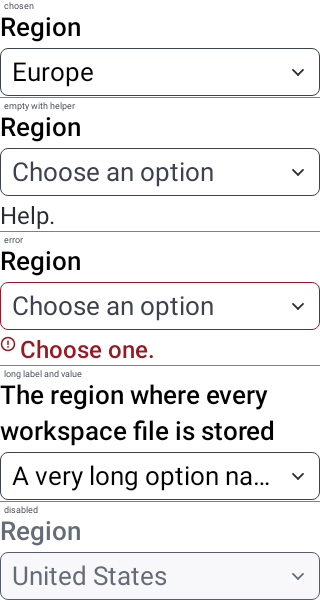 chosen
Region
Europe
empty with helper
Region
Choose an option
Help.
error
Region
Choose an option
Choose one.
long label and value
The region where every
workspace file is stored
A very long option na...
disabled
Region
United States